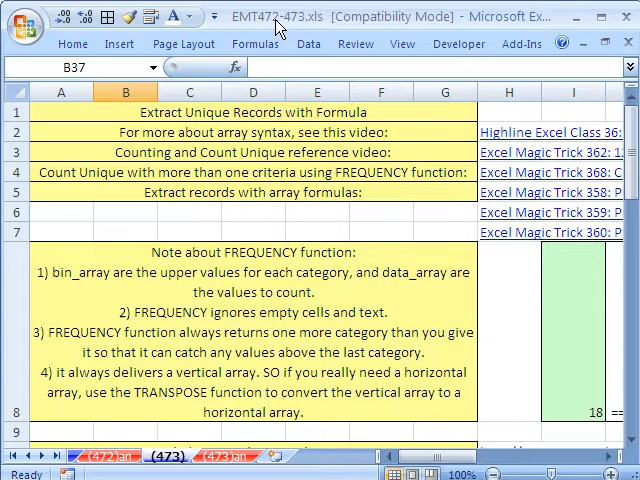 EMT472-473.xls [Compatibility Mode] - Microsoft Ex...
Home Insert Page Layout Formulas Data Review View Developer Add-Ins
B37 fx
A B C D E F G H I
1 Extract Unique Records with Formula
2 For more about array syntax, see this video: Highline Excel Class 36:
3 Counting and Count Unique reference video: Excel Magic Trick 362:
4 Count Unique with more than one criteria using FREQUENCY function: Excel Magic Trick 368: C
5 Extract records with array formulas: Excel Magic Trick 358: P
6 Excel Magic Trick 359: P
7 Excel Magic Trick 360: P
Note about FREQUENCY function:
1) bin_array are the upper values for each category, and data_array are
the values to count.
2) FREQUENCY ignores empty cells and text.
3) FREQUENCY function always returns one more category than you give
it so that it can catch any values above the last category.
4) it always delivers a vertical array. SO if you really need a horizontal
array, use the TRANSPOSE function to convert the vertical array to a
8 horizontal array. 18 ==
9
(472)an (473) (473)an
Ready 100%